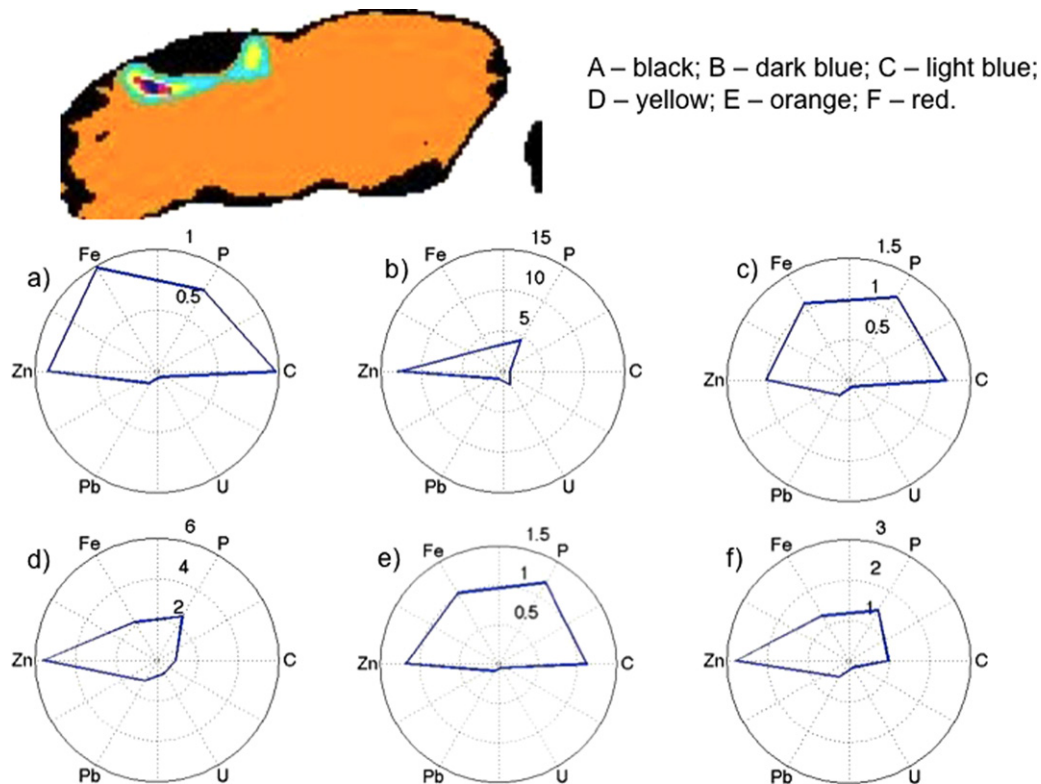 A – black; B – dark blue; C – light blue;
D – yellow; E – orange; F – red.
a)
1
Fe
P
0.5
Zn
C
Pb
U
b)
15
Fe
P
10
5
Zn
C
Pb
U
c)
1.5
Fe
P
1
0.5
Zn
C
Pb
U
d)
6
Fe
P
4
2
Zn
C
Pb
U
e)
1.5
Fe
P
1
0.5
Zn
C
Pb
U
f)
3
Fe
P
2
1
Zn
C
Pb
U